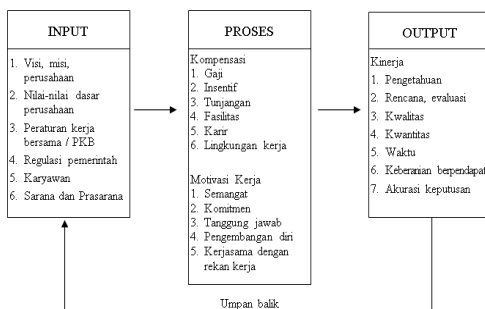 INPUT
1. Visi, misi,
perusahaan
2. Nilai-nilai dasar
perusahaan
3. Peraturan kerja
bersama / PKB
4. Regulasi pemerintah
5. Karyawan
6. Sarana dan Prasarana
PROSES
Kompensasi
1. Gaji
2. Insentif
3. Tunjangan
4. Fasilitas
5. Karir
6. Lingkungan kerja
Motivasi Kerja
1. Semangat
2. Komitmen
3. Tanggung jawab
4. Pengembangan diri
5. Kerjasama dengan
rekan kerja
OUTPUT
Kinerja
1. Pengetahuan
2. Rencana, evaluasi
3. Kwalitas
4. Kwantitas
5. Waktu
6. Keberanian berpendapat
7. Akurasi keputusan
Umpan balik